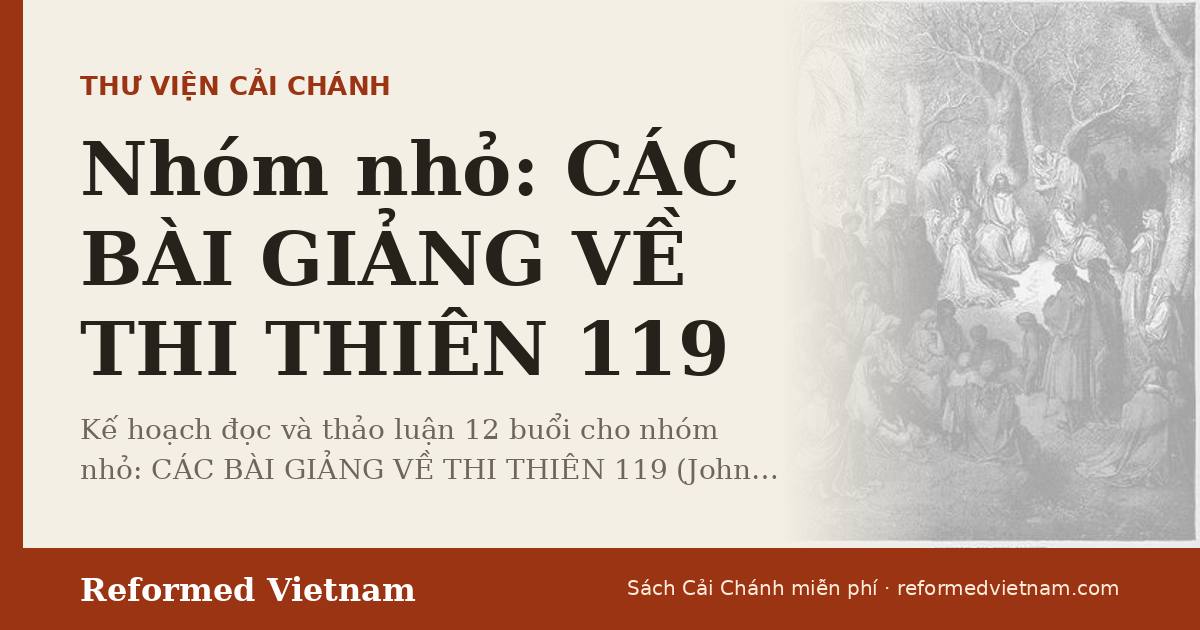 THƯ VIỆN CẢI CHÁNH
Nhóm nhỏ: CÁC
BÀI GIẢNG VỀ
THI THIÊN 119
Kế hoạch đọc và thảo luận 12 buổi cho nhóm
nhỏ: CÁC BÀI GIẢNG VỀ THI THIÊN 119 (John…
Reformed Vietnam
Sách Cải Chánh miễn phí · reformedvietnam.com